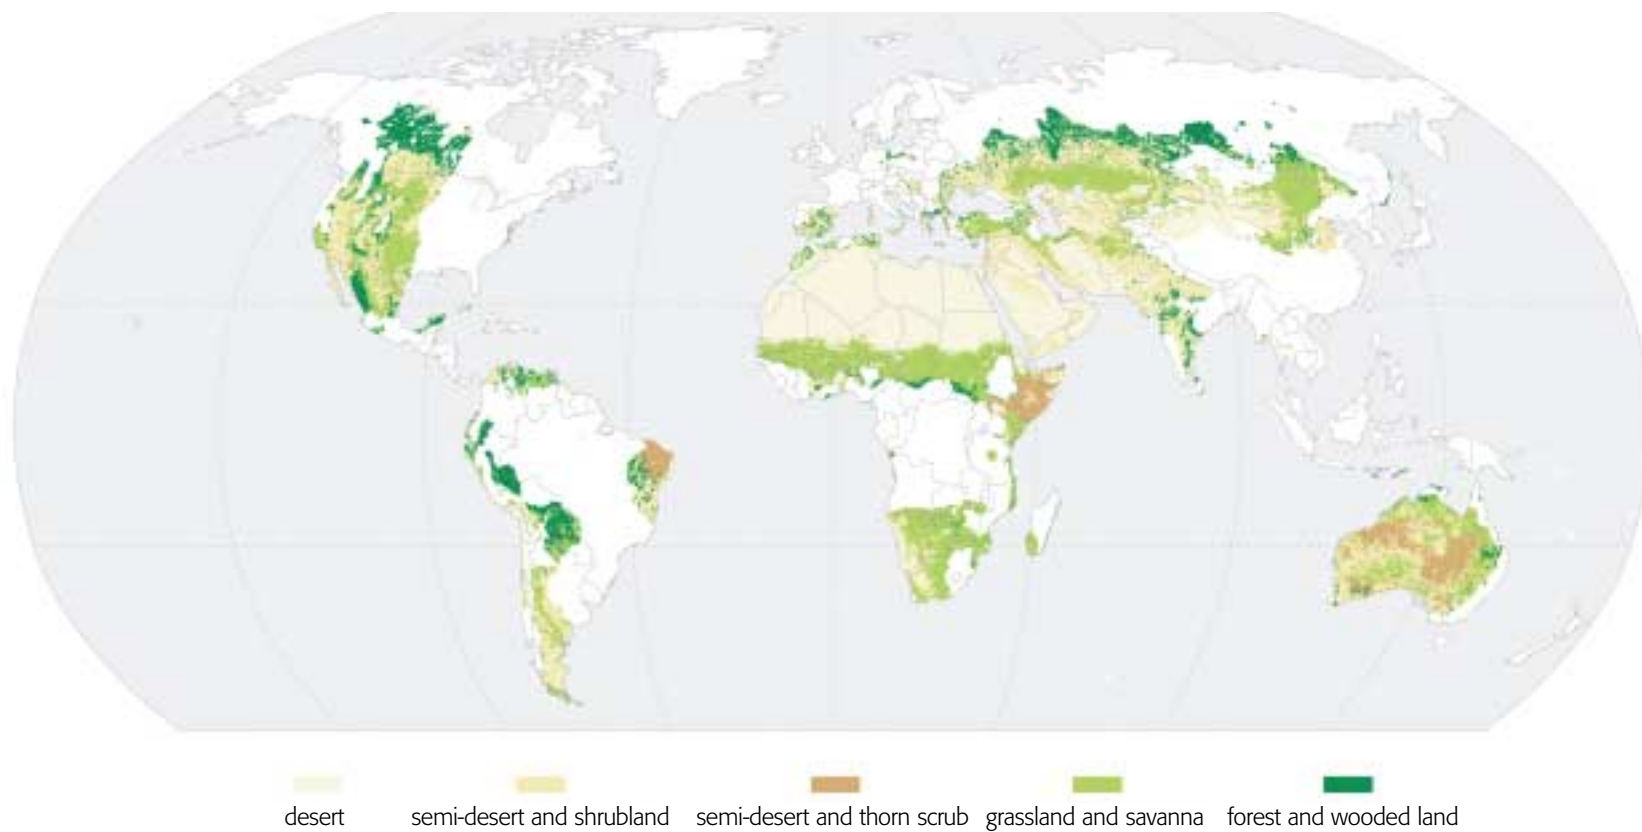 desert
semi-desert and shrubland
semi-desert and thorn scrub
grassland and savanna
forest and wooded land